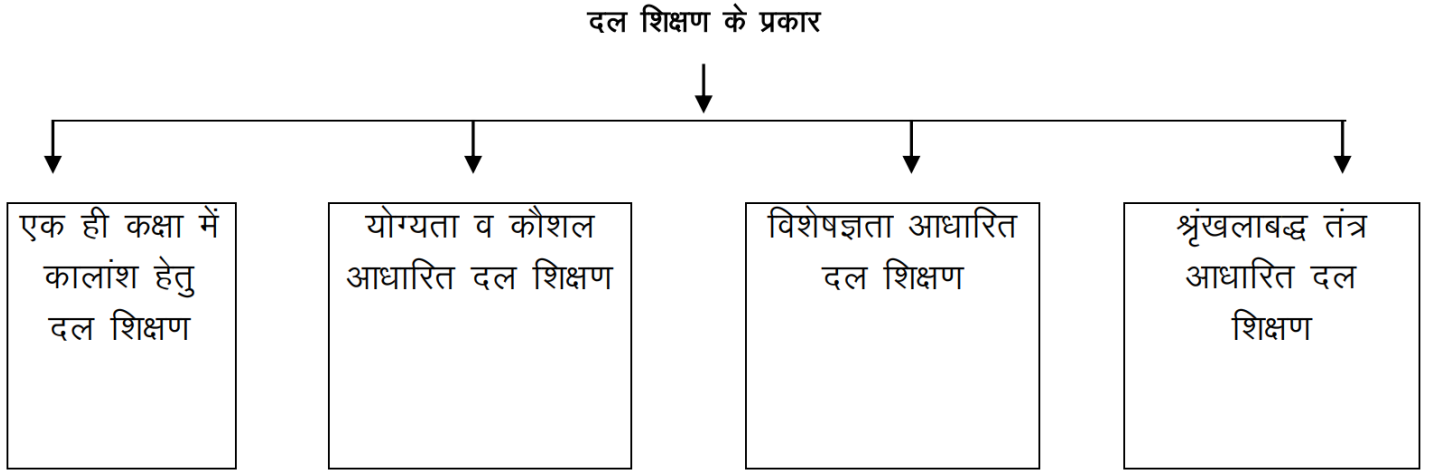 दल शिक्षण के प्रकार
एक ही कक्षा में
कालांश हेतु
दल शिक्षण
योग्यता व कौशल
आधारित दल शिक्षण
विशेषज्ञता आधारित
दल शिक्षण
श्रृंखलाबद्ध तंत्र
आधारित दल
शिक्षण